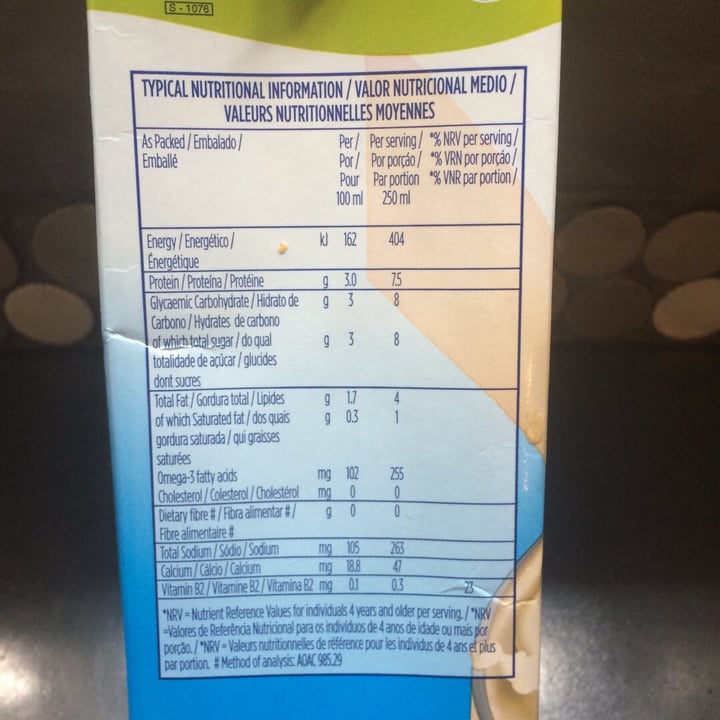 S - 1076
TYPICAL NUTRITIONAL INFORMATION / VALOR NUTRICIONAL MEDIO /
VALEURS NUTRITIONNELLES MOYENNES
As Packed / Embalado / Per / Per serving / *% NRV per serving /
Emballé Por / Por porção / *% VRN por porção /
Pour Par portion *% VNR par portion /
100 ml 250 ml
Energy / Energético / kJ 162 404
Énergétique
Protein / Proteína / Protéine g 3.0 7.5
Glycaemic Carbohydrate / Hidrato de g 3 8
Carbono / Hydrates de carbono
of which total sugar / do qual g 3 8
totalidade de açúcar / glucides
dont sucres
Total Fat / Gordura total / Lipides g 1.7 4
of which Saturated fat / dos quais g 0.3 1
gordura saturada / qui graisses
saturées
Omega-3 fatty acids mg 102 255
Cholesterol / Colesterol / Cholestérol mg 0 0
Dietary fibre # / Fibra alimentar # / g 0 0
Fibre alimentaire #
Total Sodium / Sódio / Sodium mg 105 263
Calcium / Cálcio / Calcium mg 18.8 47
Vitamin B2 / Vitamine B2 / Vitamina B2 mg 0.1 0.3 23
*NRV = Nutrient Reference Values for individuals 4 years and older per serving. / *NRV
=Valores de Referência Nutricional para os indivíduos de 4 anos de idade ou mais por
porção. / *NRV = Valeurs nutritionnelles de référence pour les individus de 4 ans et plus
par portion. # Method of analysis: AOAC 985.29